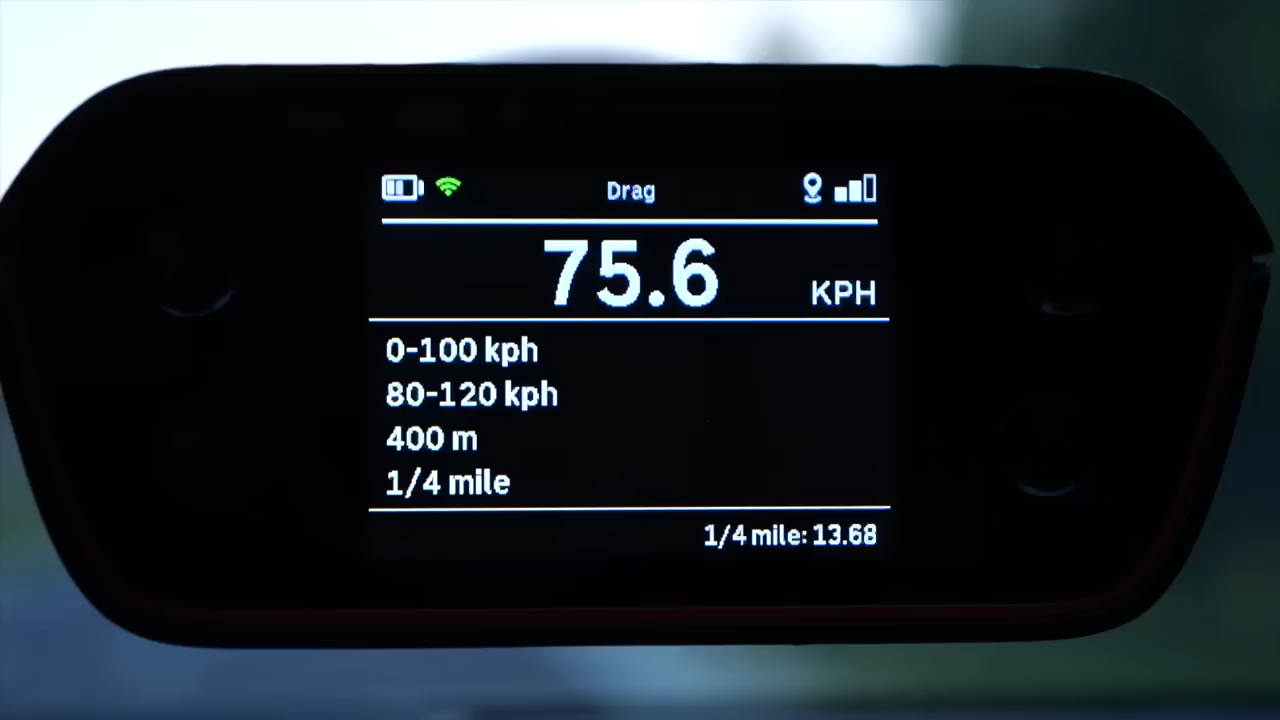 Drag
75.6 KPH
0-100 kph
80-120 kph
400 m
1/4 mile
1/4 mile: 13.68